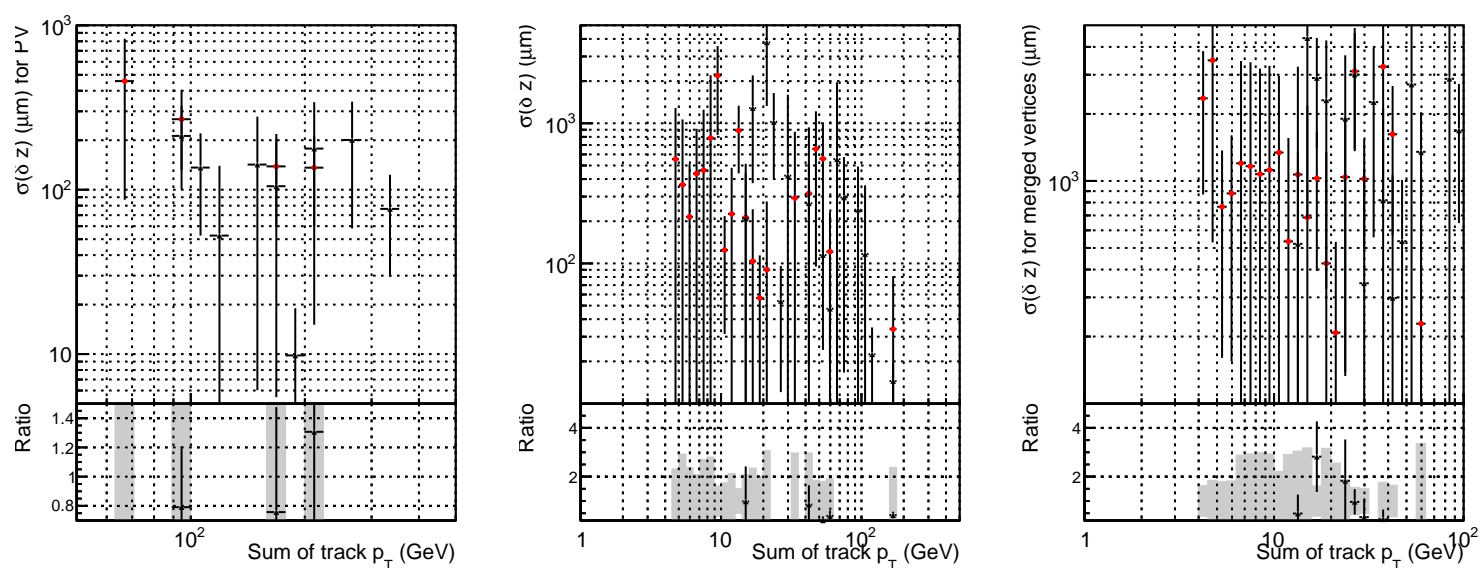 σ(δ z) (μm) for PV
10³
10²
10
Ratio
1.4
1.2
1
0.8
10²
Sum of track p_T (GeV)
σ(δ z) (μm)
10³
10²
Ratio
4
2
1
10
10²
Sum of track p_T (GeV)
σ(δ z) for merged vertices (μm)
10³
Ratio
4
2
1
10
10²
Sum of track p_T (GeV)